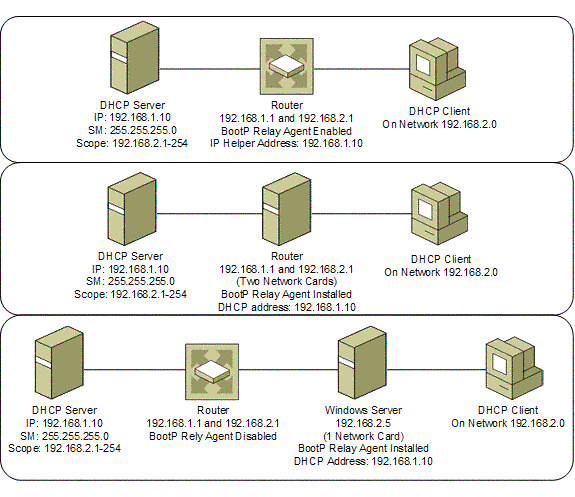 DHCP Server
IP: 192.168.1.10
SM: 255.255.255.0
Scope: 192.168.2.1-254
Router
192.168.1.1 and 192.168.2.1
BootP Relay Agent Enabled
IP Helper Address: 192.168.1.10
DHCP Client
On Network 192.168.2.0
DHCP Server
IP: 192.168.1.10
SM: 255.255.255.0
Scope: 192.168.2.1-254
Router
192.168.1.1 and 192.168.2.1
(Two Network Cards)
BootP Relay Agent Installed
DHCP address: 192.168.1.10
DHCP Client
On Network 192.168.2.0
DHCP Server
IP: 192.168.1.10
SM: 255.255.255.0
Scope: 192.168.2.1-254
Router
192.168.1.1 and 192.168.2.1
BootP Rely Agent Disabled
Windows Server
192.168.2.5
(1 Network Card)
BootP Relay Agent Installed
DHCP Address: 192.168.1.10
DHCP Client
On Network 192.168.2.0